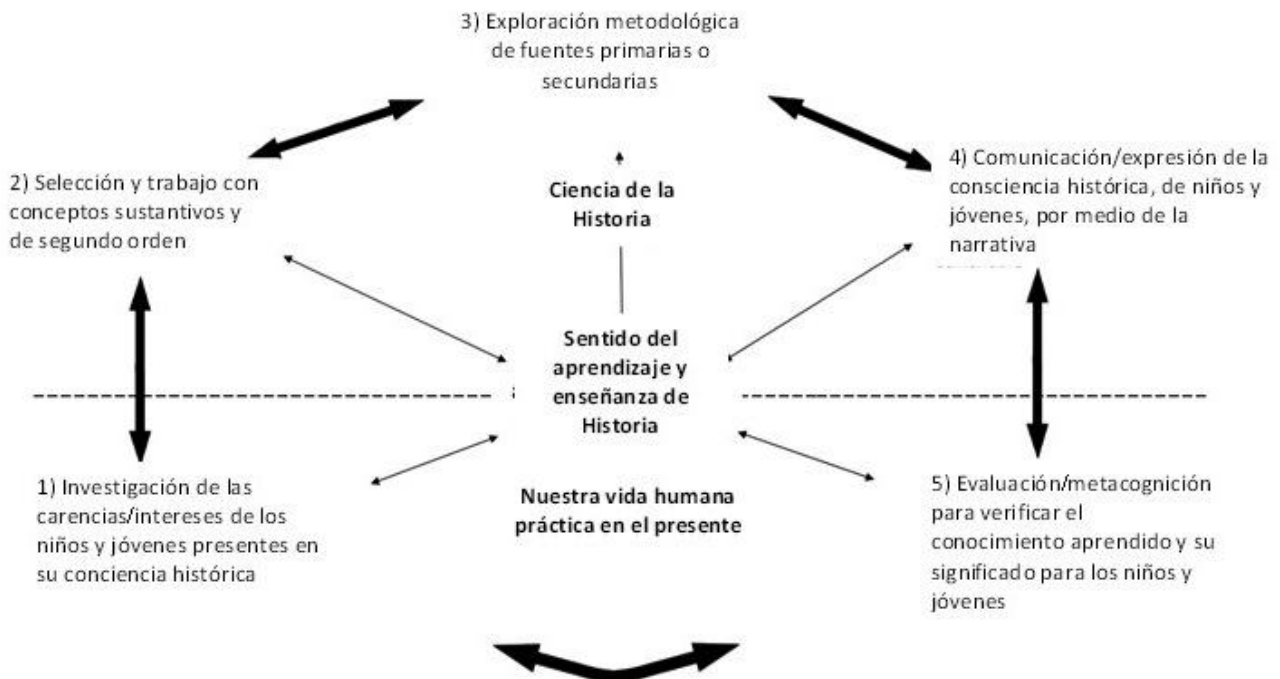 3) Exploración metodológica
de fuentes primarias o
secundarias
2) Selección y trabajo con
conceptos sustantivos y
de segundo orden
Ciencia de la
Historia
4) Comunicación/expresión de la
consciencia histórica, de niños y
jóvenes, por medio de la
narrativa
Sentido del
aprendizaje y
enseñanza de
Historia
1) Investigación de las
carencias/intereses de los
niños y jóvenes presentes en
su conciencia histórica
Nuestra vida humana
práctica en el presente
5) Evaluación/metacognición
para verificar el
conocimiento aprendido y su
significado para los niños y
jóvenes